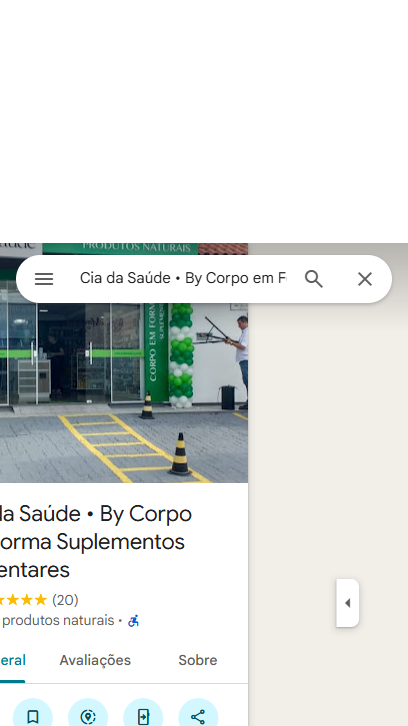 PRODUTOS NATURAIS
Cia da Saúde • By Corpo em F
CORPO EM FORMA
SUPLEMENTOS
da Saúde • By Corpo
orma Suplementos
entares
(20)
produtos naturais •
eral
Avaliações
Sobre